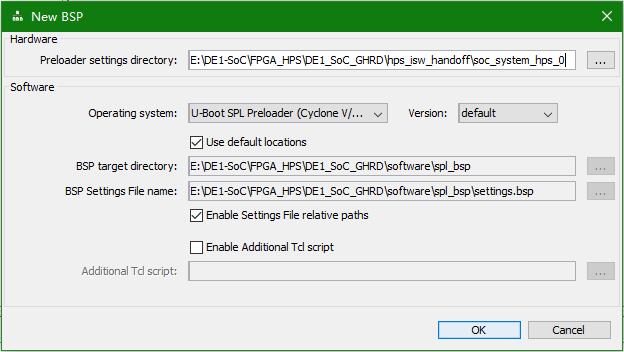 New BSP
Hardware
Preloader settings directory: E:\DE1-SoC\FPGA_HPS\DE1_SoC_GHRD\hps_isw_handoff\soc_system_hps_0 ...
Software
Operating system: U-Boot SPL Preloader (Cyclone V/... Version: default
Use default locations
BSP target directory: E:\DE1-SoC\FPGA_HPS\DE1_SoC_GHRD\software\spl_bsp ...
BSP Settings File name: E:\DE1-SoC\FPGA_HPS\DE1_SoC_GHRD\software\spl_bsp\settings.bsp ...
Enable Settings File relative paths
Enable Additional Tcl script
Additional Tcl script: ...
OK Cancel